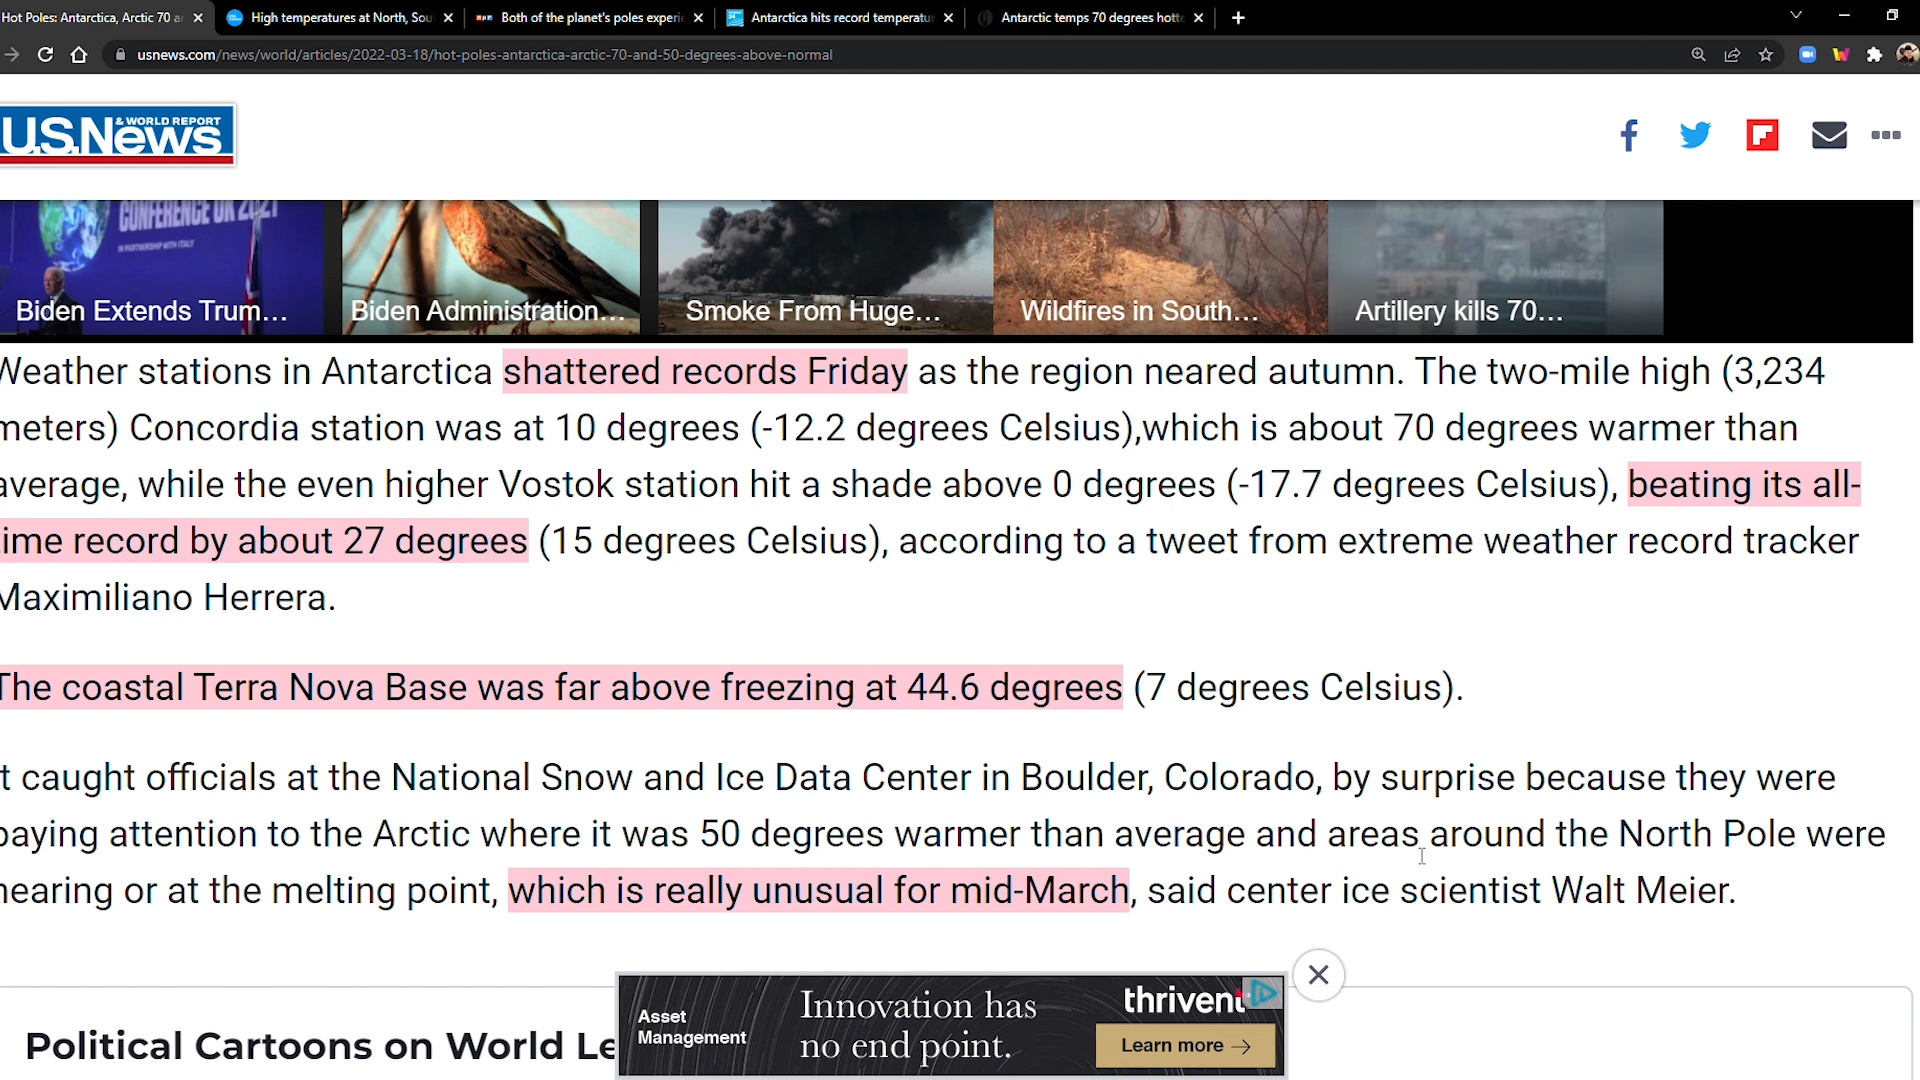 Hot Poles: Antarctica, Arctic 70 a
High temperatures at North, Sou
Both of the planet's poles experi
Antarctica hits record temperatu
Antarctic temps 70 degrees hott
usnews.com/news/world/articles/2022-03-18/hot-poles-antarctica-arctic-70-and-50-degrees-above-normal
& WORLD REPORT
U.S.News
CONFERENCE UK 2021
IN PARTNERSHIP WITH ITALY
Biden Extends Trum...
Biden Administration...
Smoke From Huge...
Wildfires in South...
Artillery kills 70...
Weather stations in Antarctica shattered records Friday as the region neared autumn. The two-mile high (3,234
meters) Concordia station was at 10 degrees (-12.2 degrees Celsius),which is about 70 degrees warmer than
average, while the even higher Vostok station hit a shade above 0 degrees (-17.7 degrees Celsius), beating its all-
time record by about 27 degrees (15 degrees Celsius), according to a tweet from extreme weather record tracker
Maximiliano Herrera.
The coastal Terra Nova Base was far above freezing at 44.6 degrees (7 degrees Celsius).
It caught officials at the National Snow and Ice Data Center in Boulder, Colorado, by surprise because they were
paying attention to the Arctic where it was 50 degrees warmer than average and areas around the North Pole were
nearing or at the melting point, which is really unusual for mid-March, said center ice scientist Walt Meier.
Political Cartoons on World Le
Asset
Management
Innovation has
no end point.
thrivent
Learn more →